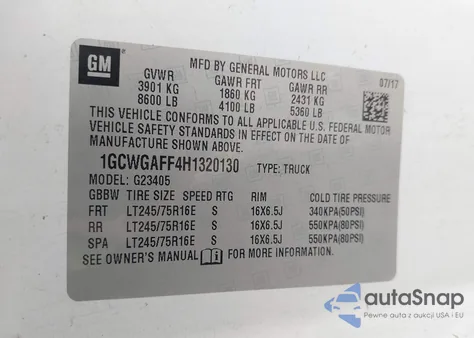 GM
MFD BY GENERAL MOTORS LLC
07/17
GVWR GAWR FRT GAWR RR
3901 KG 1860 KG 2431 KG
8600 LB 4100 LB 5360 LB
THIS VEHICLE CONFORMS TO ALL APPLICABLE U.S. FEDERAL MOTOR
VEHICLE SAFETY STANDARDS IN EFFECT ON THE DATE OF
MANUFACTURE SHOWN ABOVE.
1GCWGAFF4H1320130 TYPE: TRUCK
MODEL: G23405
GBBW TIRE SIZE SPEED RTG RIM COLD TIRE PRESSURE
FRT LT245/75R16E S 16X6.5J 340KPA(50PSI)
RR LT245/75R16E S 16X6.5J 550KPA(80PSI)
SPA LT245/75R16E S 16X6.5J 550KPA(80PSI)
SEE OWNER'S MANUAL FOR MORE INFORMATION
autaSnap
Pewne auta z aukcji USA i EU